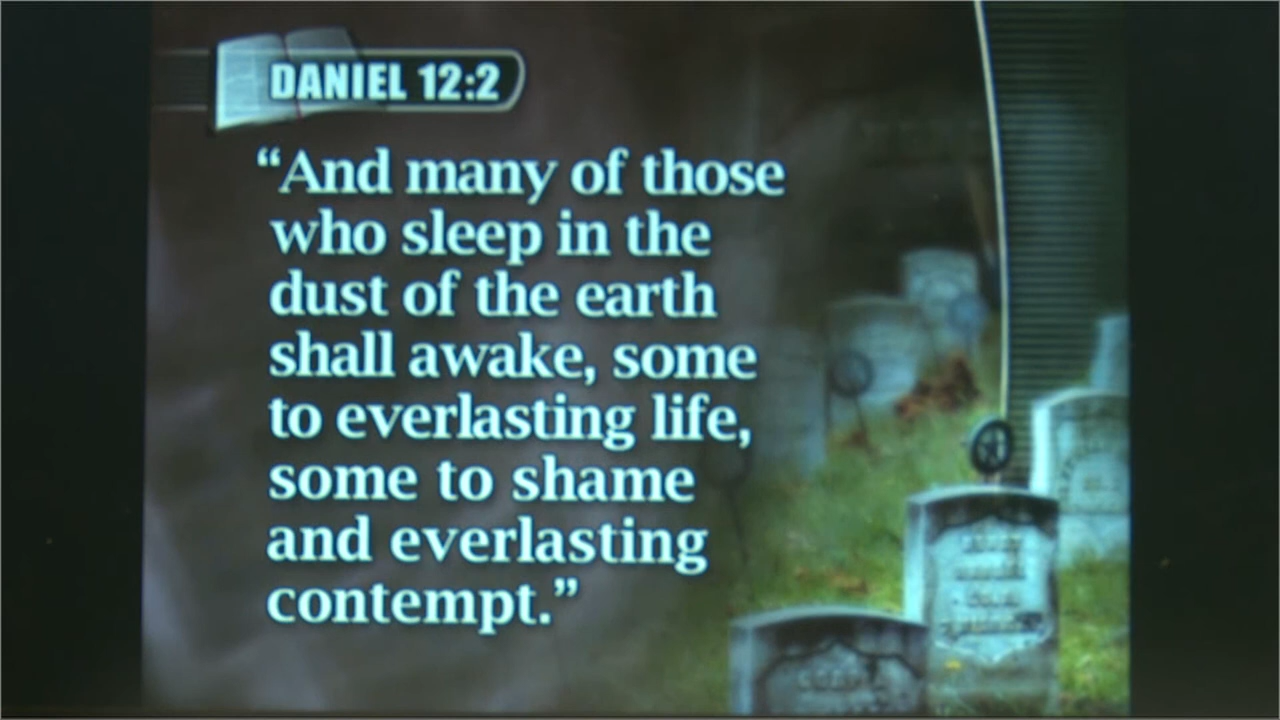 DANIEL 12:2
“And many of those
who sleep in the
dust of the earth
shall awake, some
to everlasting life,
some to shame
and everlasting
contempt.”